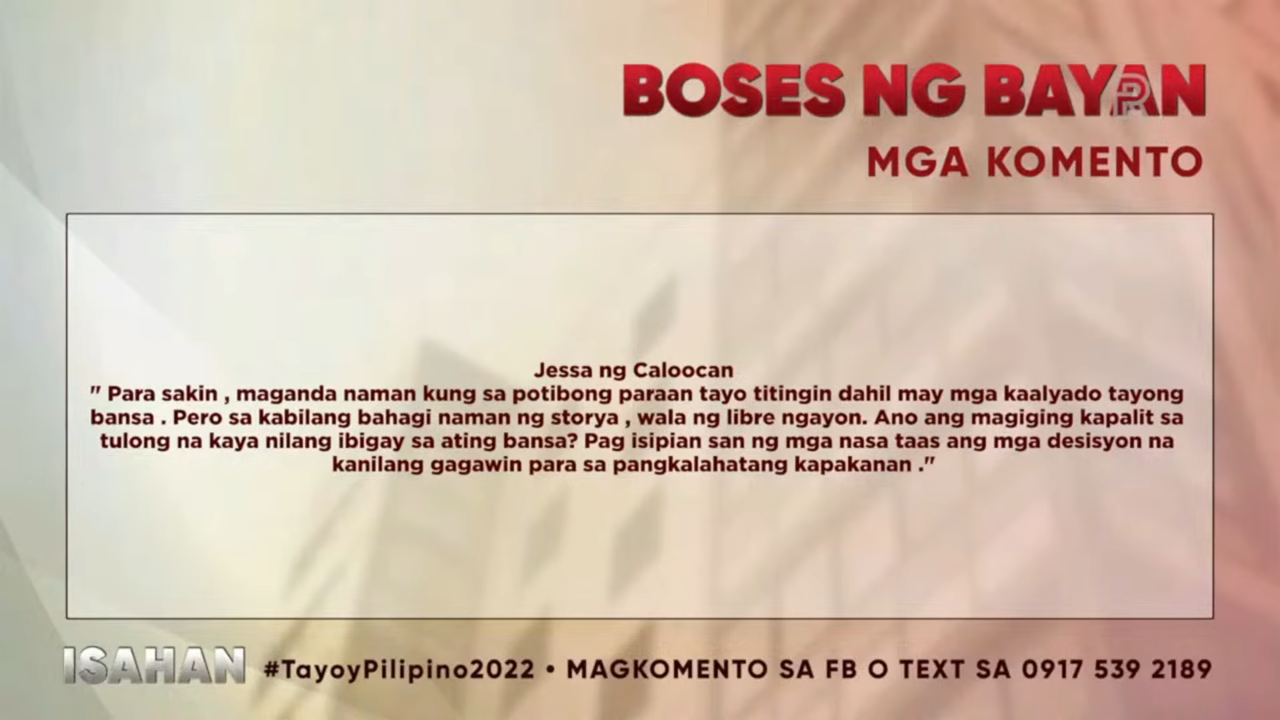 BOSES NG BAYAN
MGA KOMENTO
Jessa ng Caloocan
" Para sakin , maganda naman kung sa potibong paraan tayo titingin dahil may mga kaalyado tayong
bansa . Pero sa kabilang bahagi naman ng storya , wala ng libre ngayon. Ano ang magiging kapalit sa
tulong na kaya nilang ibigay sa ating bansa? Pag isipian san ng mga nasa taas ang mga desisyon na
kanilang gagawin para sa pangkalahatang kapakanan ."
ISAHAN #TayoyPilipino2022 • MAGKOMENTO SA FB O TEXT SA 0917 539 2189